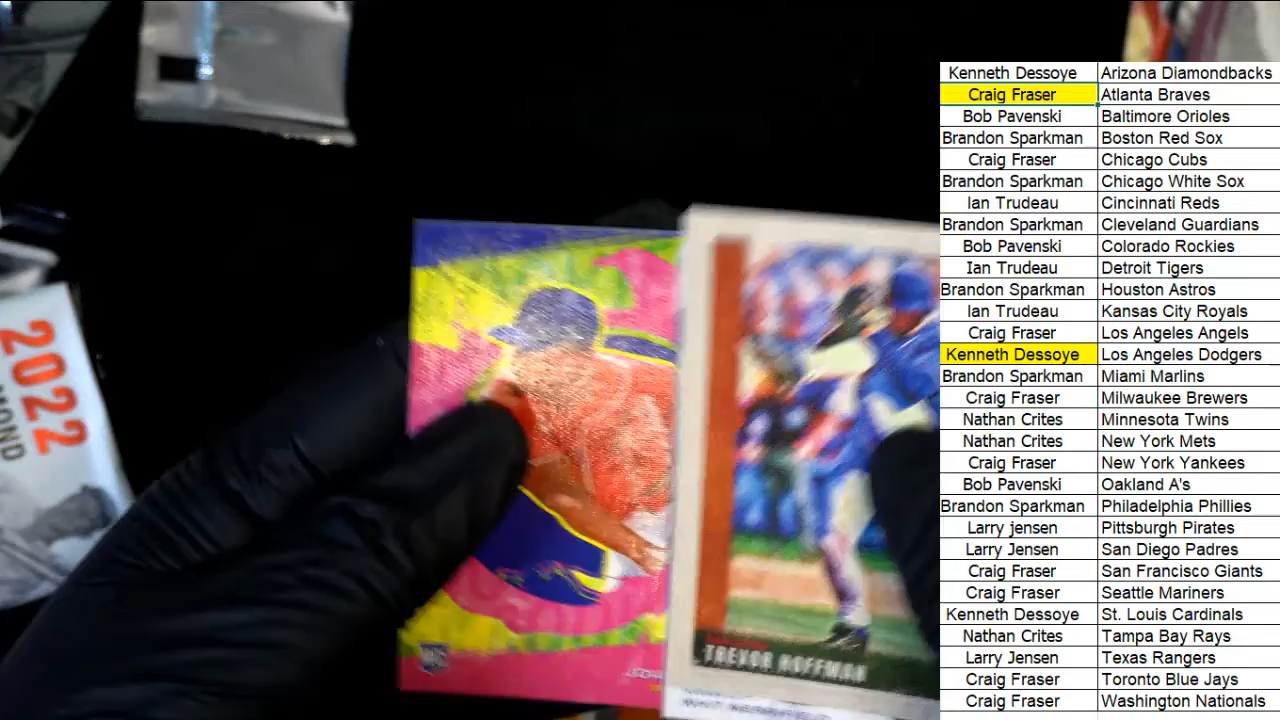 Kenneth Dessoye Arizona Diamondbacks
Craig Fraser Atlanta Braves
Bob Pavenski Baltimore Orioles
Brandon Sparkman Boston Red Sox
Craig Fraser Chicago Cubs
Brandon Sparkman Chicago White Sox
Ian Trudeau Cincinnati Reds
Brandon Sparkman Cleveland Guardians
Bob Pavenski Colorado Rockies
Ian Trudeau Detroit Tigers
Brandon Sparkman Houston Astros
Ian Trudeau Kansas City Royals
Craig Fraser Los Angeles Angels
Kenneth Dessoye Los Angeles Dodgers
Brandon Sparkman Miami Marlins
Craig Fraser Milwaukee Brewers
Nathan Crites Minnesota Twins
Nathan Crites New York Mets
Craig Fraser New York Yankees
Bob Pavenski Oakland A's
Brandon Sparkman Philadelphia Phillies
Larry jensen Pittsburgh Pirates
Larry Jensen San Diego Padres
Craig Fraser San Francisco Giants
Craig Fraser Seattle Mariners
Kenneth Dessoye St. Louis Cardinals
Nathan Crites Tampa Bay Rays
Larry Jensen Texas Rangers
Craig Fraser Toronto Blue Jays
Craig Fraser Washington Nationals
2022
TREVOR HOFFMAN
RC